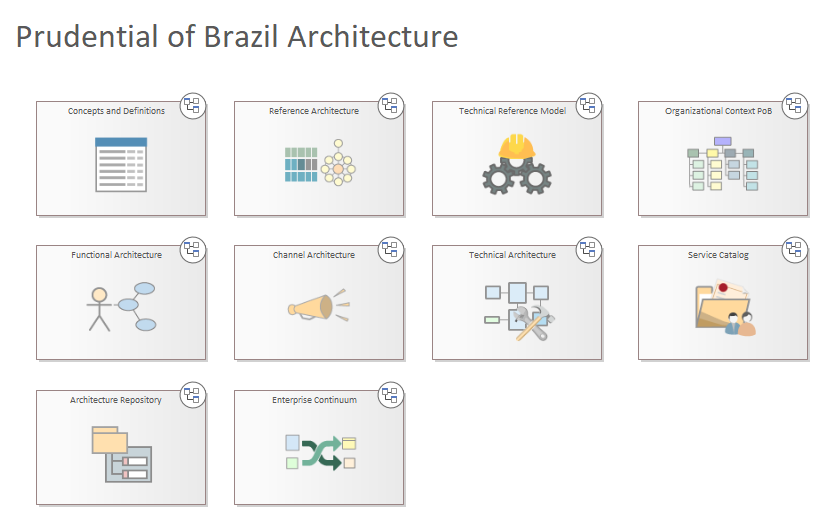 Prudential of Brazil Architecture
Concepts and Definitions
Reference Architecture
Technical Reference Model
Organizational Context PoB
Functional Architecture
Channel Architecture
Technical Architecture
Service Catalog
Architecture Repository
Enterprise Continuum